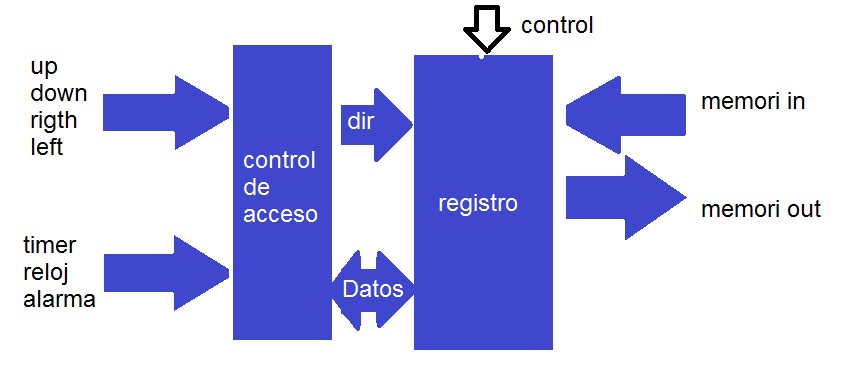 control
up
down
rigth
left
dir
memori in
control
de
acceso
registro
memori out
timer
reloj
alarma
Datos